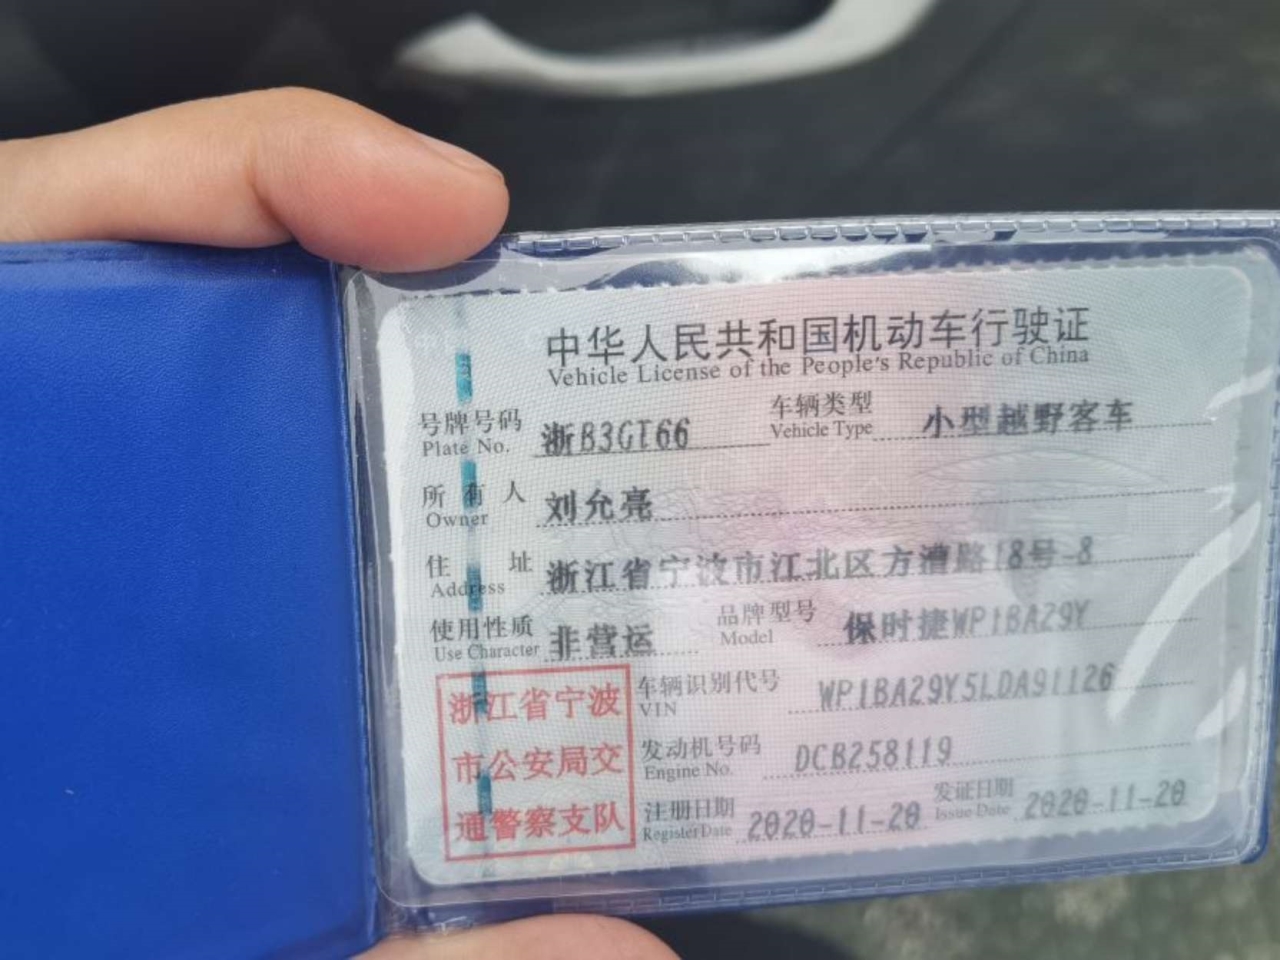 中华人民共和国机动车行驶证
Vehicle License of the People's Republic of China
号牌号码 浙B3GT66 车辆类型 小型越野客车
Plate No. Vehicle Type
所有人 刘允亮
Owner
住址 浙江省宁波市江北区方漕路18号-8
Address
使用性质 非营运 品牌型号 保时捷WP1BA29Y
Use Character Model
浙江省宁波
市公安局交
通警察支队
车辆识别代号 WP1BA29Y5LDA91126
VIN
发动机号码 DCB258119
Engine No.
注册日期 2020-11-20 发证日期 2020-11-20
Register Date Issue Date